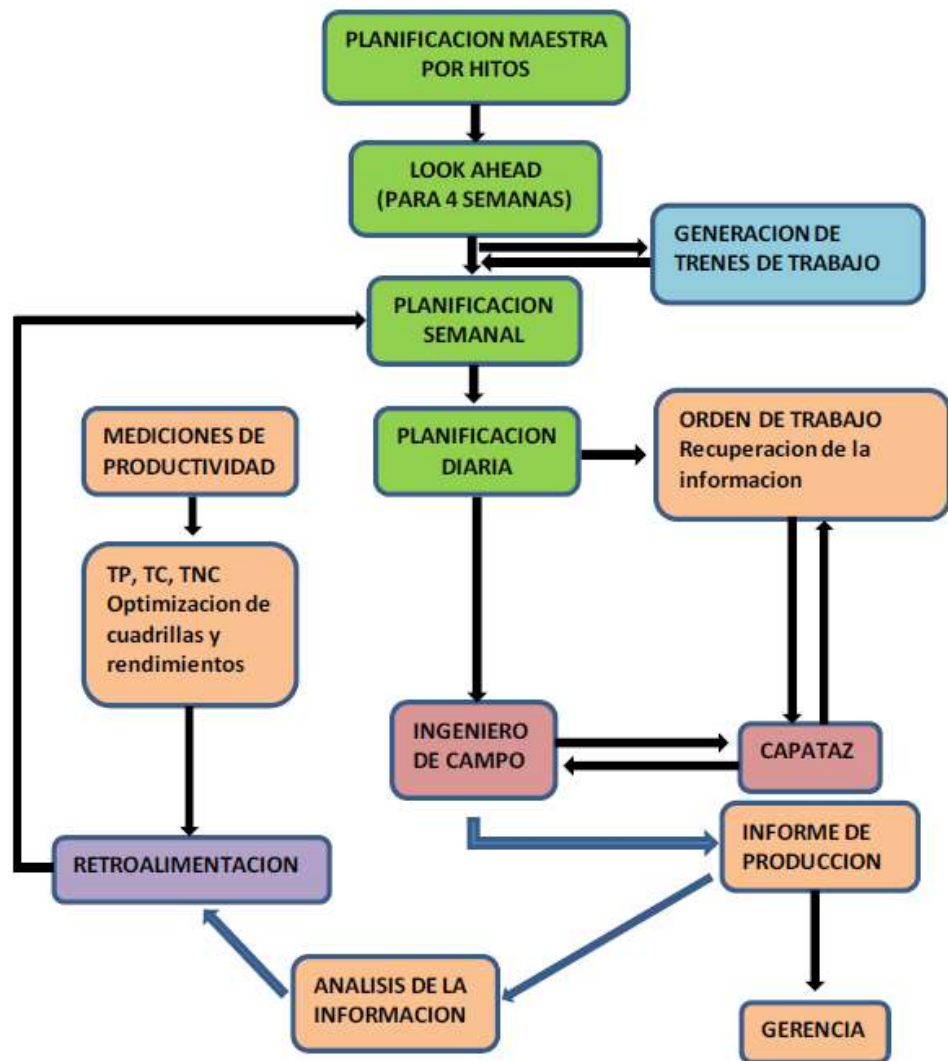 PLANIFICACION MAESTRA
POR HITOS
LOOK AHEAD
(PARA 4 SEMANAS)
GENERACION DE
TRENES DE TRABAJO
PLANIFICACION
SEMANAL
MEDICIONES DE
PRODUCTIVIDAD
PLANIFICACION
DIARIA
ORDEN DE TRABAJO
Recuperacion de la
informacion
TP, TC, TNC
Optimizacion de
cuadrillas y
rendimientos
INGENIERO
DE CAMPO
CAPATAZ
RETROALIMENTACION
INFORME DE
PRODUCCION
ANALISIS DE LA
INFORMACION
GERENCIA